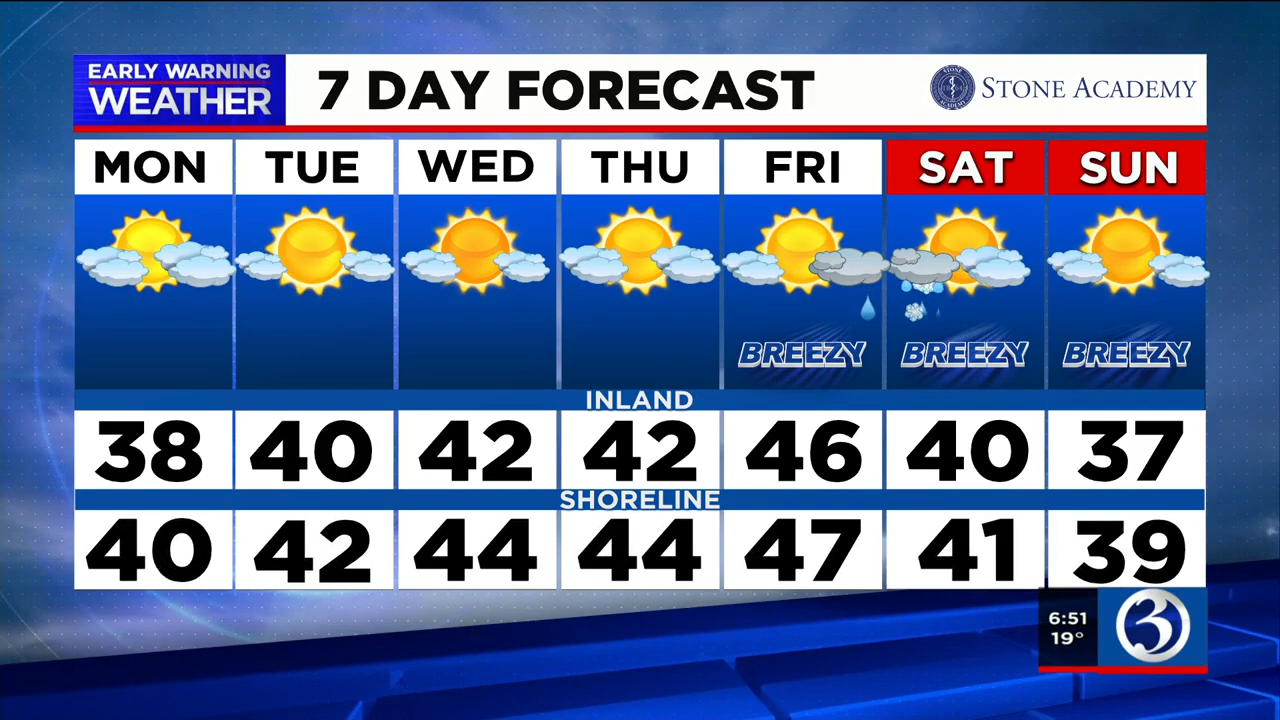 EARLY WARNING
WEATHER
7 DAY FORECAST
STONE ACADEMY
MON TUE WED THU FRI SAT SUN
BREEZY BREEZY BREEZY
INLAND
38 40 42 42 46 40 37
SHORELINE
40 42 44 44 47 41 39
6:51
19°
3